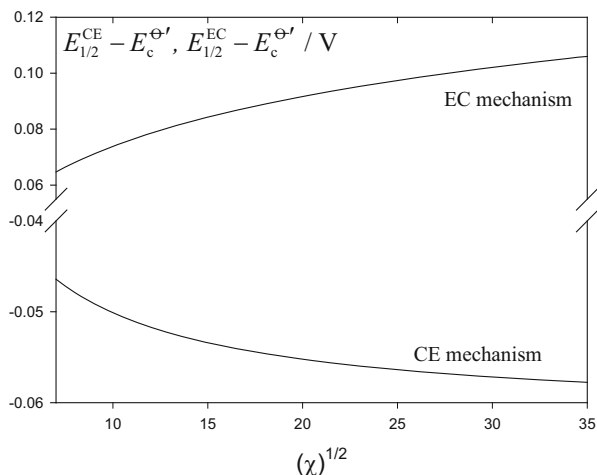 0.12
E_{1/2}^{CE} − E_c^{⊖′}, E_{1/2}^{EC} − E_c^{⊖′} / V
0.10
EC mechanism
0.08
0.06
-0.04
-0.05
CE mechanism
-0.06
10 15 20 25 30 35
(χ)^{1/2}